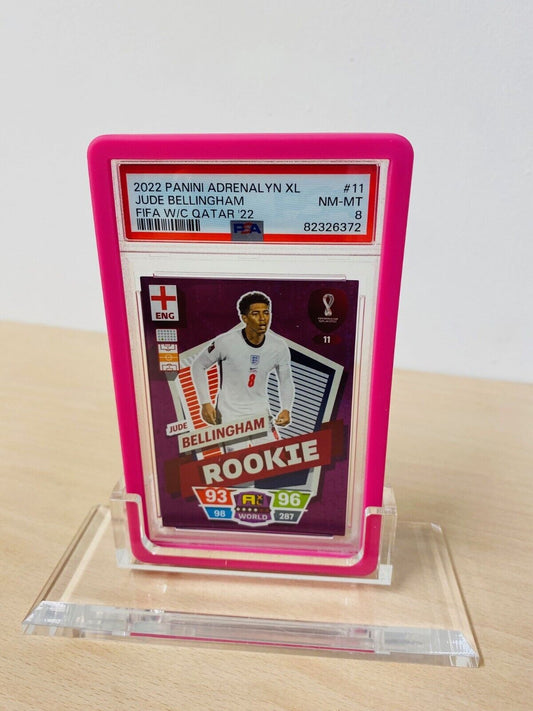 2022 PANINI ADRENALYN XL #11
JUDE BELLINGHAM NM-MT
FIFA W/C QATAR '22 8
PSA 82326372
ENG
11
8
JUDE
BELLINGHAM
ROOKIE
93 96
98 WORLD 287